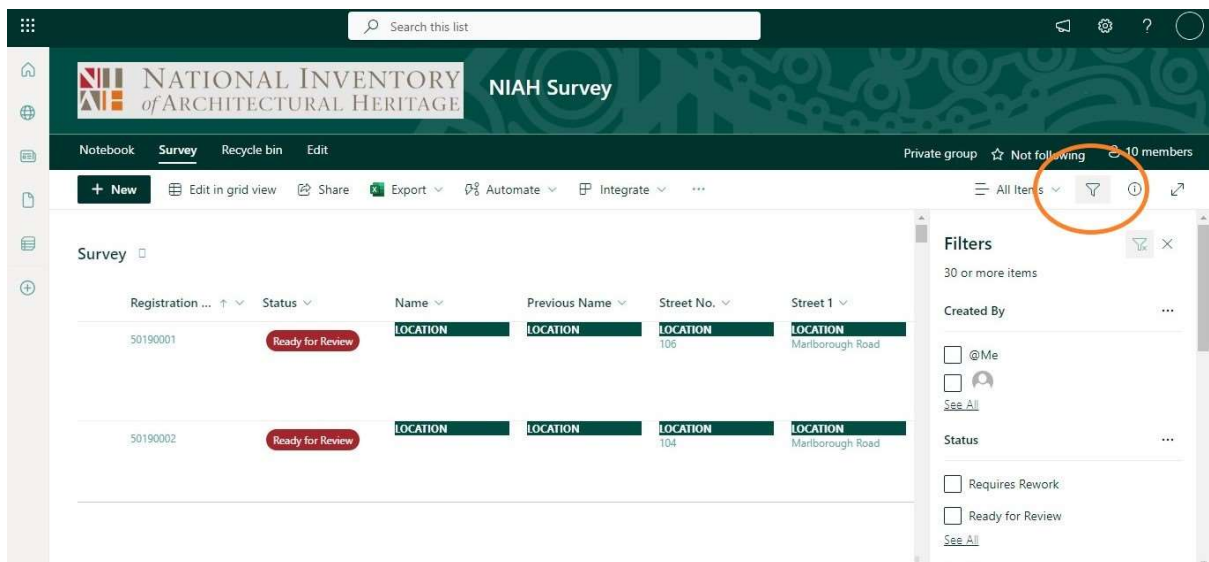 Search this list
?
NATIONAL INVENTORY
of ARCHITECTURAL HERITAGE
NIAH Survey
Notebook Survey Recycle bin Edit
Private group Not following 10 members
+ New Edit in grid view Share Export Automate Integrate ...
All Items
Survey
Filters
30 or more items
Registration ... ↑ Status Name Previous Name Street No. Street 1
Created By ...
50190001 Ready for Review LOCATION LOCATION LOCATION LOCATION
106 Marlborough Road
@Me
See All
50190002 Ready for Review LOCATION LOCATION LOCATION LOCATION
104 Marlborough Road
Status ...
Requires Rework
Ready for Review
See All